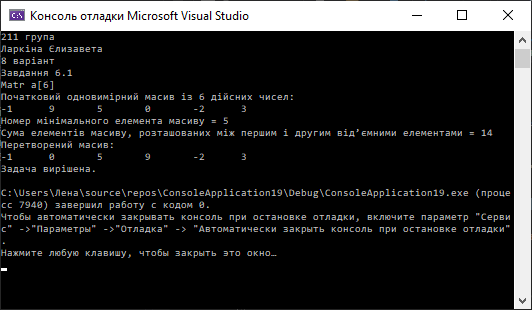 Консоль отладки Microsoft Visual Studio
211 група
Ларкіна Єлизавета
8 варіант
Завдання 6.1
Matr a[6]
Початковий одновимірний масив із 6 дійсних чисел:
-1 9 5 0 -2 3
Номер мінімального елемента масиву = 5
Сума елементів масиву, розташованих між першим і другим від’ємними елементами = 14
Перетворений масив:
-1 0 5 9 -2 3
Задача вирішена.
C:\Users\Лена\source\repos\ConsoleApplication19\Debug\ConsoleApplication19.exe (проце
сс 7940) завершил работу с кодом 0.
Чтобы автоматически закрывать консоль при остановке отладки, включите параметр "Серви
с" ->"Параметры" ->"Отладка" -> "Автоматически закрыть консоль при остановке отладки"
.
Нажмите любую клавишу, чтобы закрыть это окно…